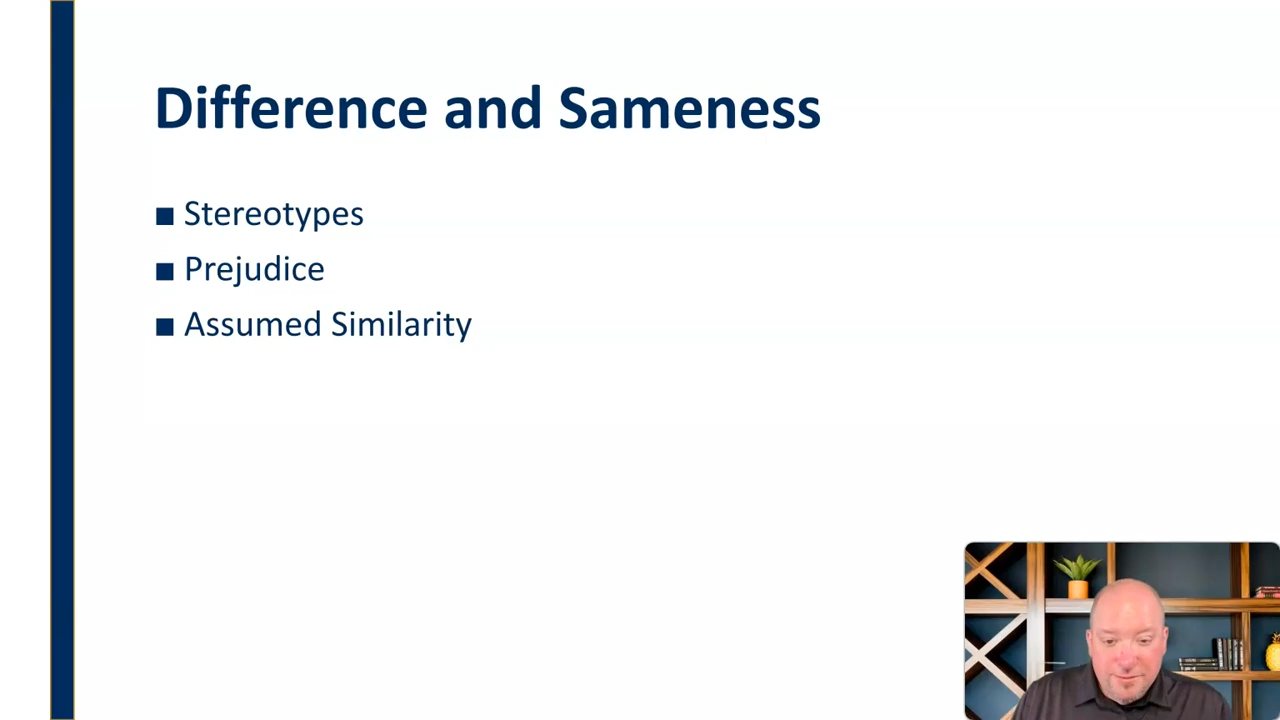 Difference and Sameness
■ Stereotypes
■ Prejudice
■ Assumed Similarity